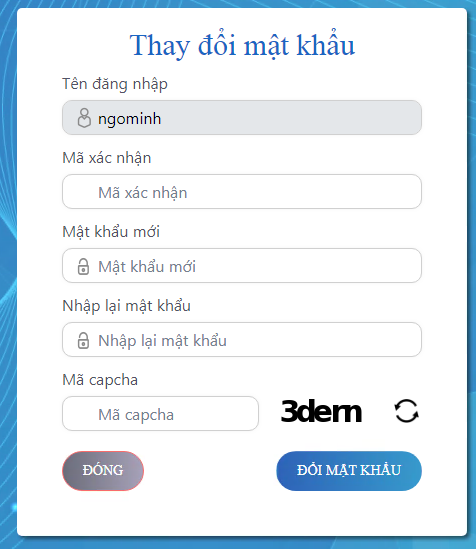 Thay đổi mật khẩu
Tên đăng nhập
ngominh
Mã xác nhận
Mã xác nhận
Mật khẩu mới
Mật khẩu mới
Nhập lại mật khẩu
Nhập lại mật khẩu
Mã capcha
Mã capcha 3dern
ĐÓNG ĐỔI MẬT KHẨU